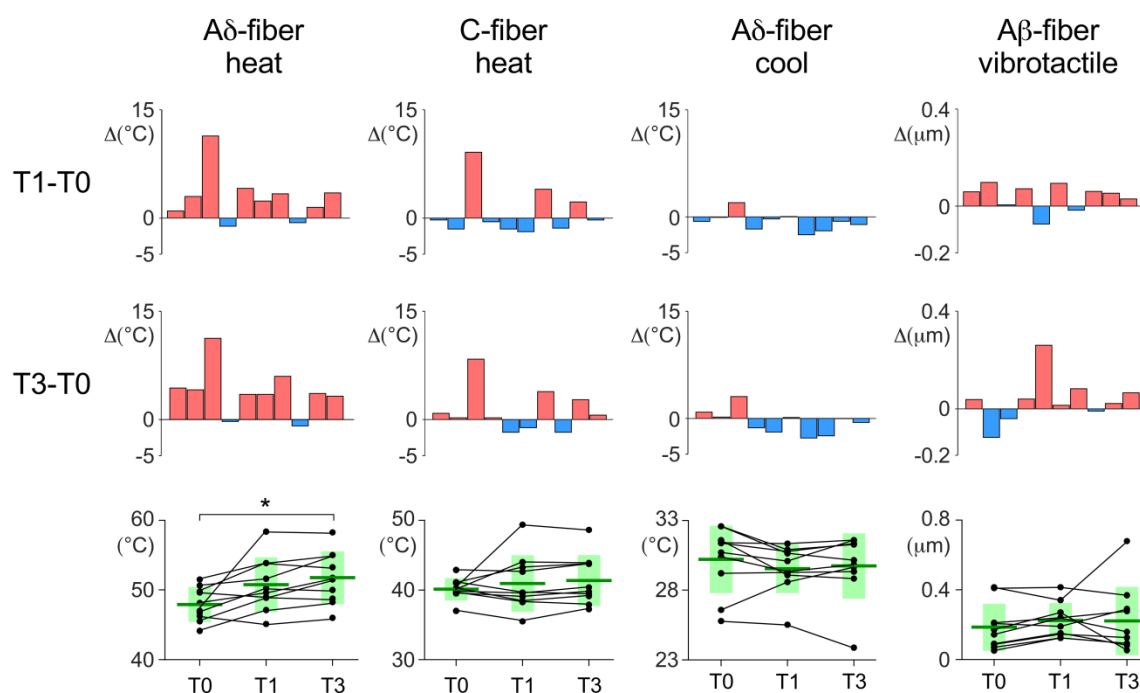 Aδ-fiber heat
C-fiber heat
Aδ-fiber cool
Aβ-fiber vibrotactile
T1-T0
15
Δ(°C)
0
-5
15
Δ(°C)
0
-5
15
Δ(°C)
0
-5
0.4
Δ(μm)
0
-0.2
T3-T0
15
Δ(°C)
0
-5
15
Δ(°C)
0
-5
15
Δ(°C)
0
-5
0.4
Δ(μm)
0
-0.2
60
(°C)
50
40
*
T0 T1 T3
50
(°C)
40
30
T0 T1 T3
33
(°C)
28
23
T0 T1 T3
0.8
(μm)
0.4
0
T0 T1 T3